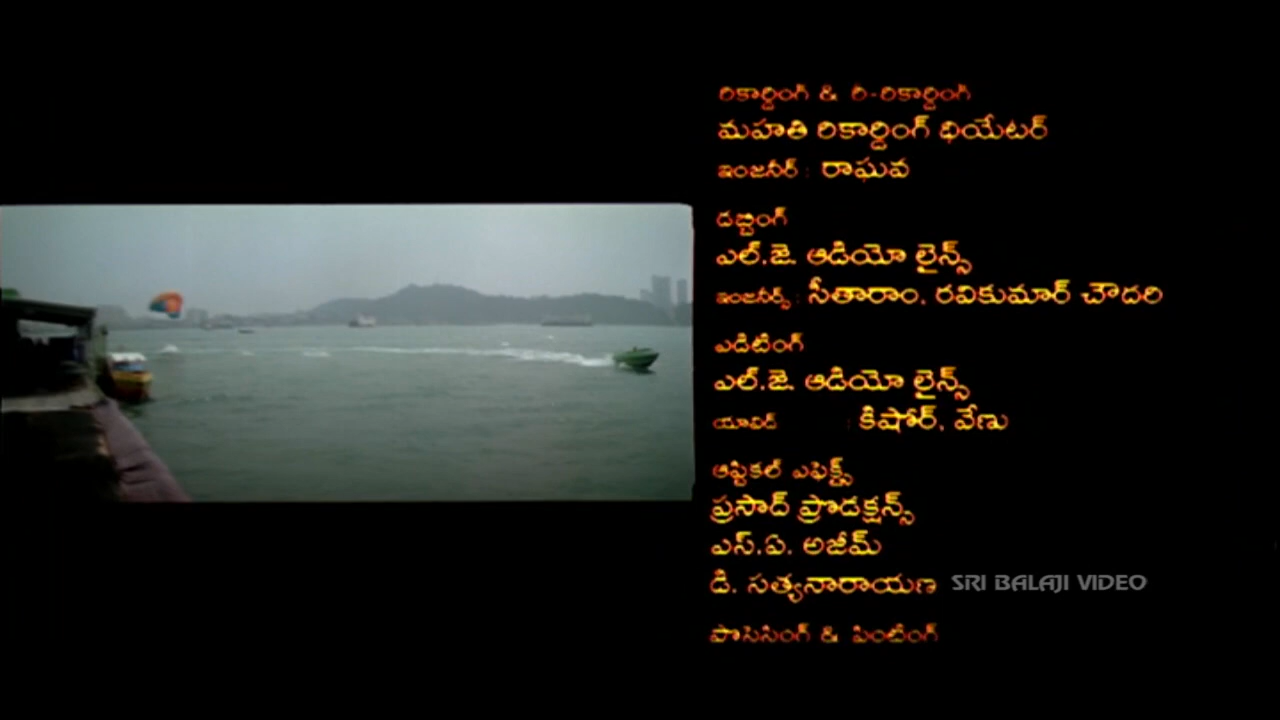 రికార్డింగ్ & రీ-రికార్డింగ్
మహతి రికార్డింగ్ థియేటర్
ఇంజనీర్ : రాఘవ
డబ్బింగ్
ఎల్.జె. ఆడియో లైన్స్
ఇంజనీర్స్ : సీతారాం, రవికుమార్ చౌదరి
ఎడిటింగ్
ఎల్.జె. ఆడియో లైన్స్
యావిడ్ : కిషోర్, వేణు
ఆప్టికల్ ఎఫెక్ట్స్
ప్రసాద్ ప్రొడక్షన్స్
ఎస్.ఏ. అజీమ్
డి. సత్యనారాయణ SRI BALAJI VIDEO
ప్రాసెసింగ్ & ప్రింటింగ్